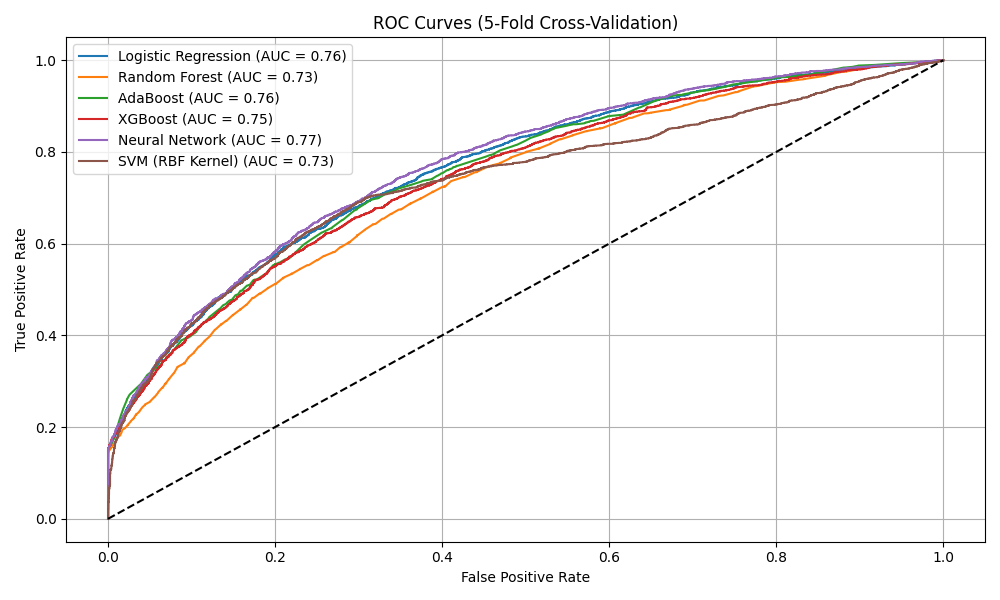 ROC Curves (5-Fold Cross-Validation)
Logistic Regression (AUC = 0.76)
Random Forest (AUC = 0.73)
AdaBoost (AUC = 0.76)
XGBoost (AUC = 0.75)
Neural Network (AUC = 0.77)
SVM (RBF Kernel) (AUC = 0.73)
True Positive Rate
1.0
0.8
0.6
0.4
0.2
0.0
0.0 0.2 0.4 0.6 0.8 1.0
False Positive Rate